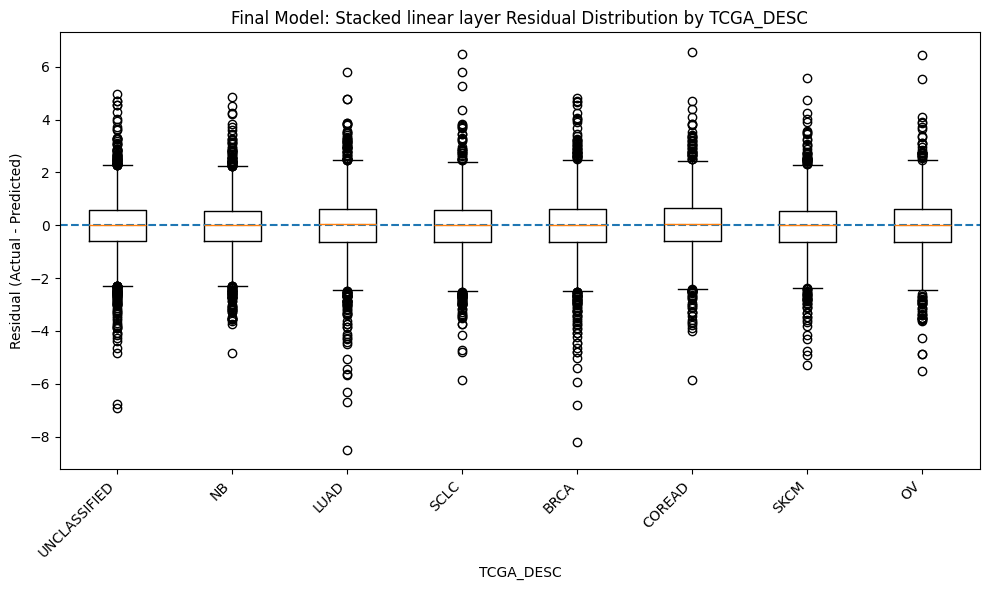 Final Model: Stacked linear layer Residual Distribution by TCGA_DESC
Residual (Actual - Predicted)
6
4
2
0
−2
−4
−6
−8
UNCLASSIFIED
NB
LUAD
SCLC
BRCA
COREAD
SKCM
OV
TCGA_DESC